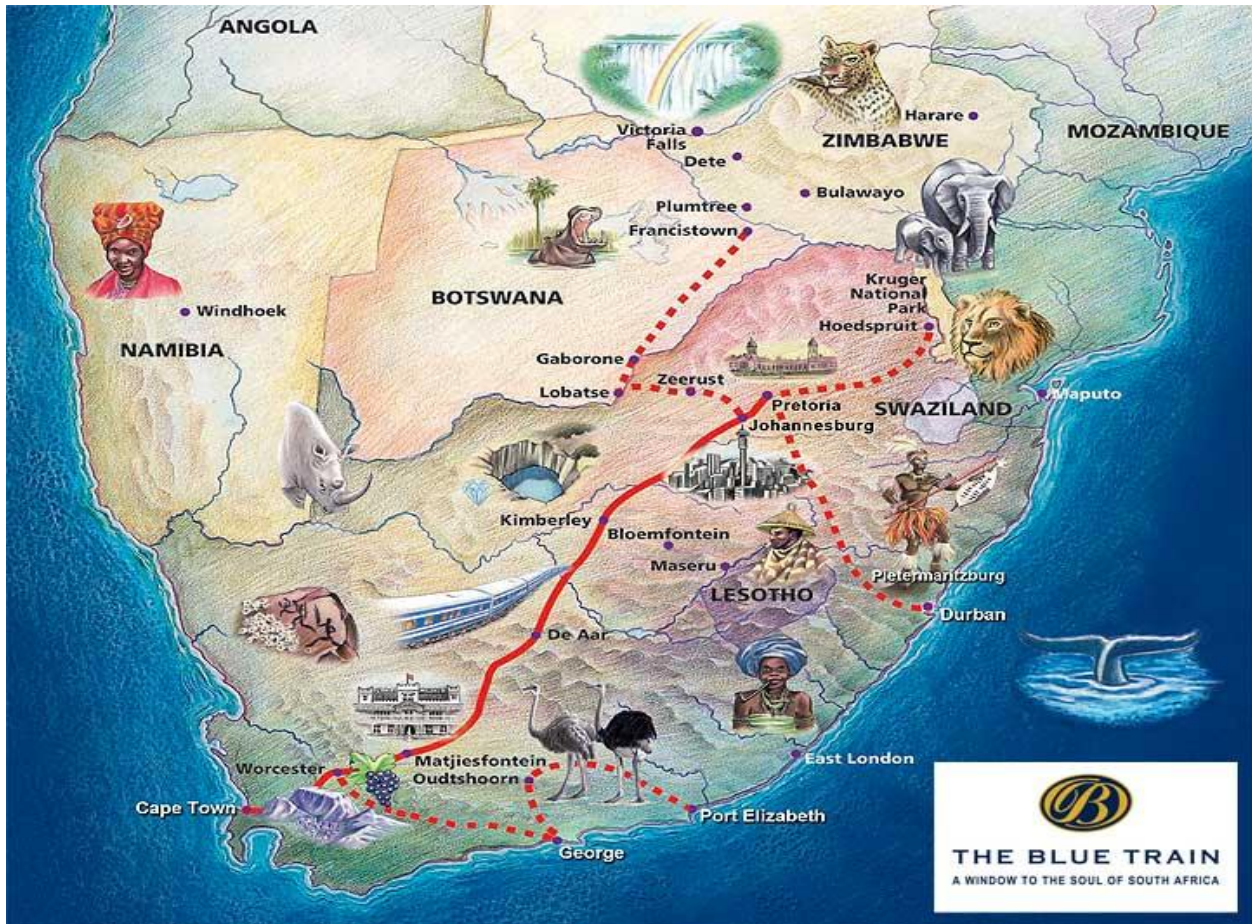 ANGOLA
Victoria
Falls
Harare
ZIMBABWE
MOZAMBIQUE
Dete
Bulawayo
Plumtree
Francistown
Kruger
National
Park
Hoedspruit
BOTSWANA
Windhoek
NAMIBIA
Gaborone
Lobatse
Zeerust
Pretoria
Johannesburg
SWAZILAND
Maputo
Kimberley
Bloemfontein
Maseru
LESOTHO
Pietermaritzburg
Durban
De Aar
Matjiesfontein
Oudtshoorn
Worcester
Cape Town
East London
Port Elizabeth
George
B
THE BLUE TRAIN
A WINDOW TO THE SOUL OF SOUTH AFRICA